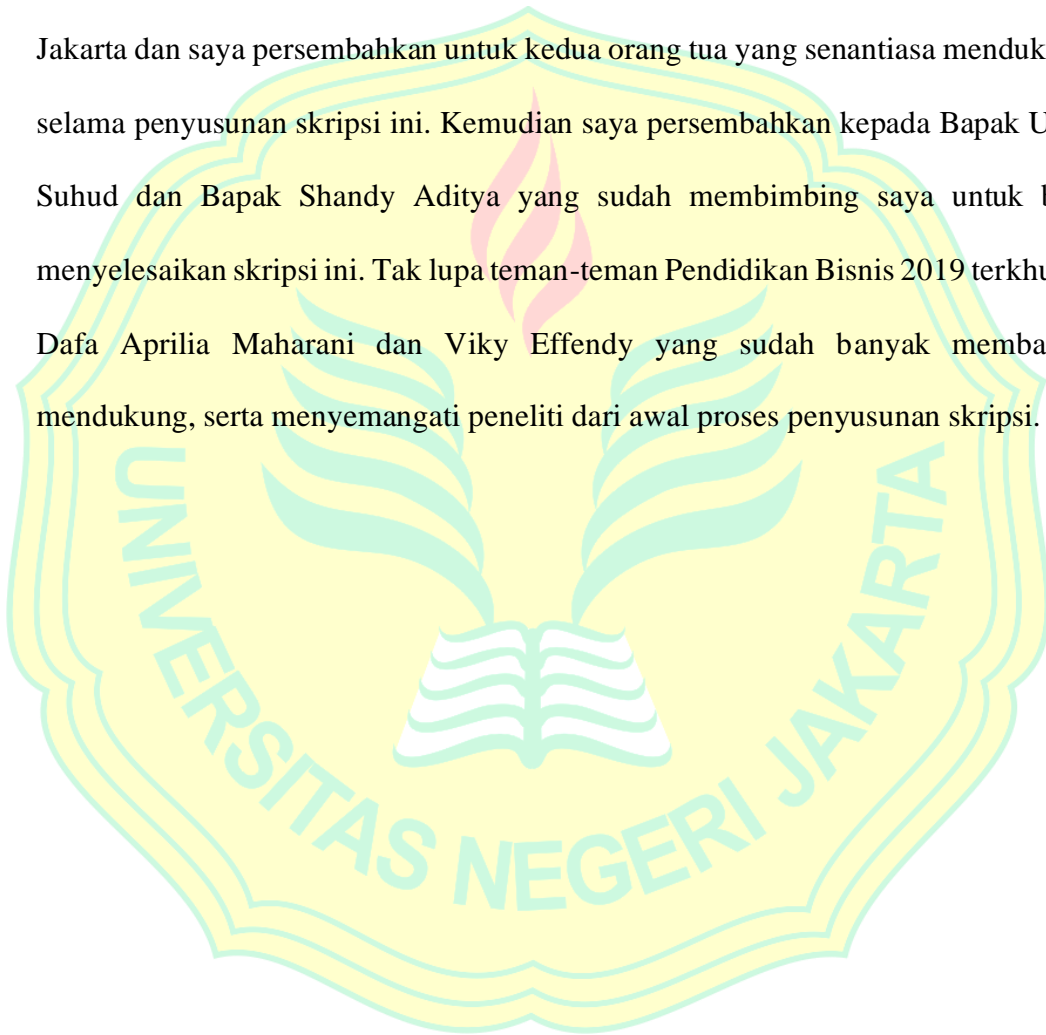 Jakarta dan saya persembahkan untuk kedua orang tua yang senantiasa menduk
selama penyusunan skripsi ini. Kemudian saya persembahkan kepada Bapak U
Suhud dan Bapak Shandy Aditya yang sudah membimbing saya untuk b
menyelesaikan skripsi ini. Tak lupa teman-teman Pendidikan Bisnis 2019 terkhu
Dafa Aprilia Maharani dan Viky Effendy yang sudah banyak memba
mendukung, serta menyemangati peneliti dari awal proses penyusunan skripsi.
UNIVERSITAS NEGERI JAKARTA